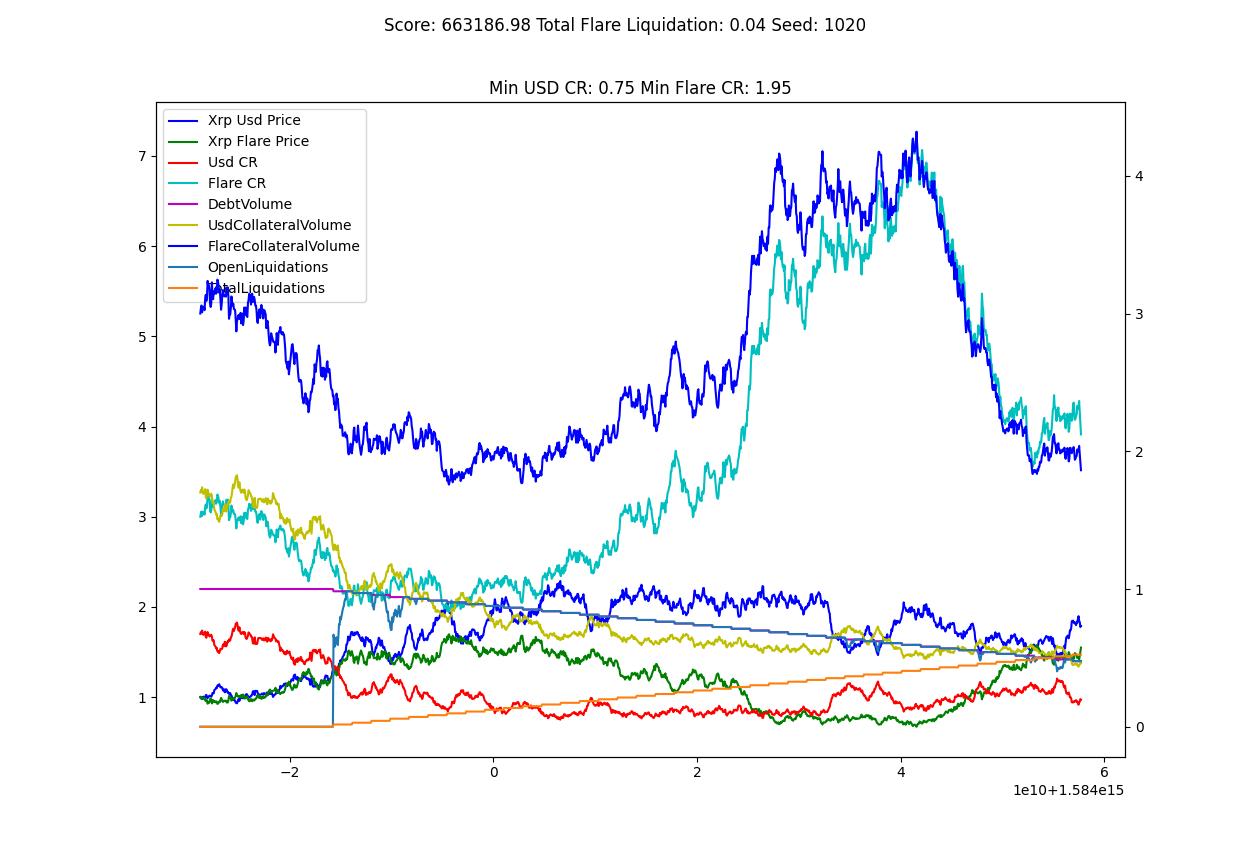 Score: 663186.98 Total Flare Liquidation: 0.04 Seed: 1020
Min USD CR: 0.75 Min Flare CR: 1.95
Xrp Usd Price
Xrp Flare Price
Usd CR
Flare CR
DebtVolume
UsdCollateralVolume
FlareCollateralVolume
OpenLiquidations
TotalLiquidations
7
6
5
4
3
2
1
4
3
2
1
0
−2
0
2
4
6
1e10+1.584e15